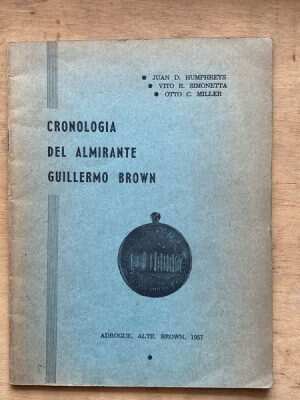 JUAN D. HUMPHREYS
VITO R. SIMONETTA
OTTO C. MILLER
CRONOLOGIA
DEL ALMIRANTE
GUILLERMO BROWN
ADROGUE, ALTE. BROWN, 1957